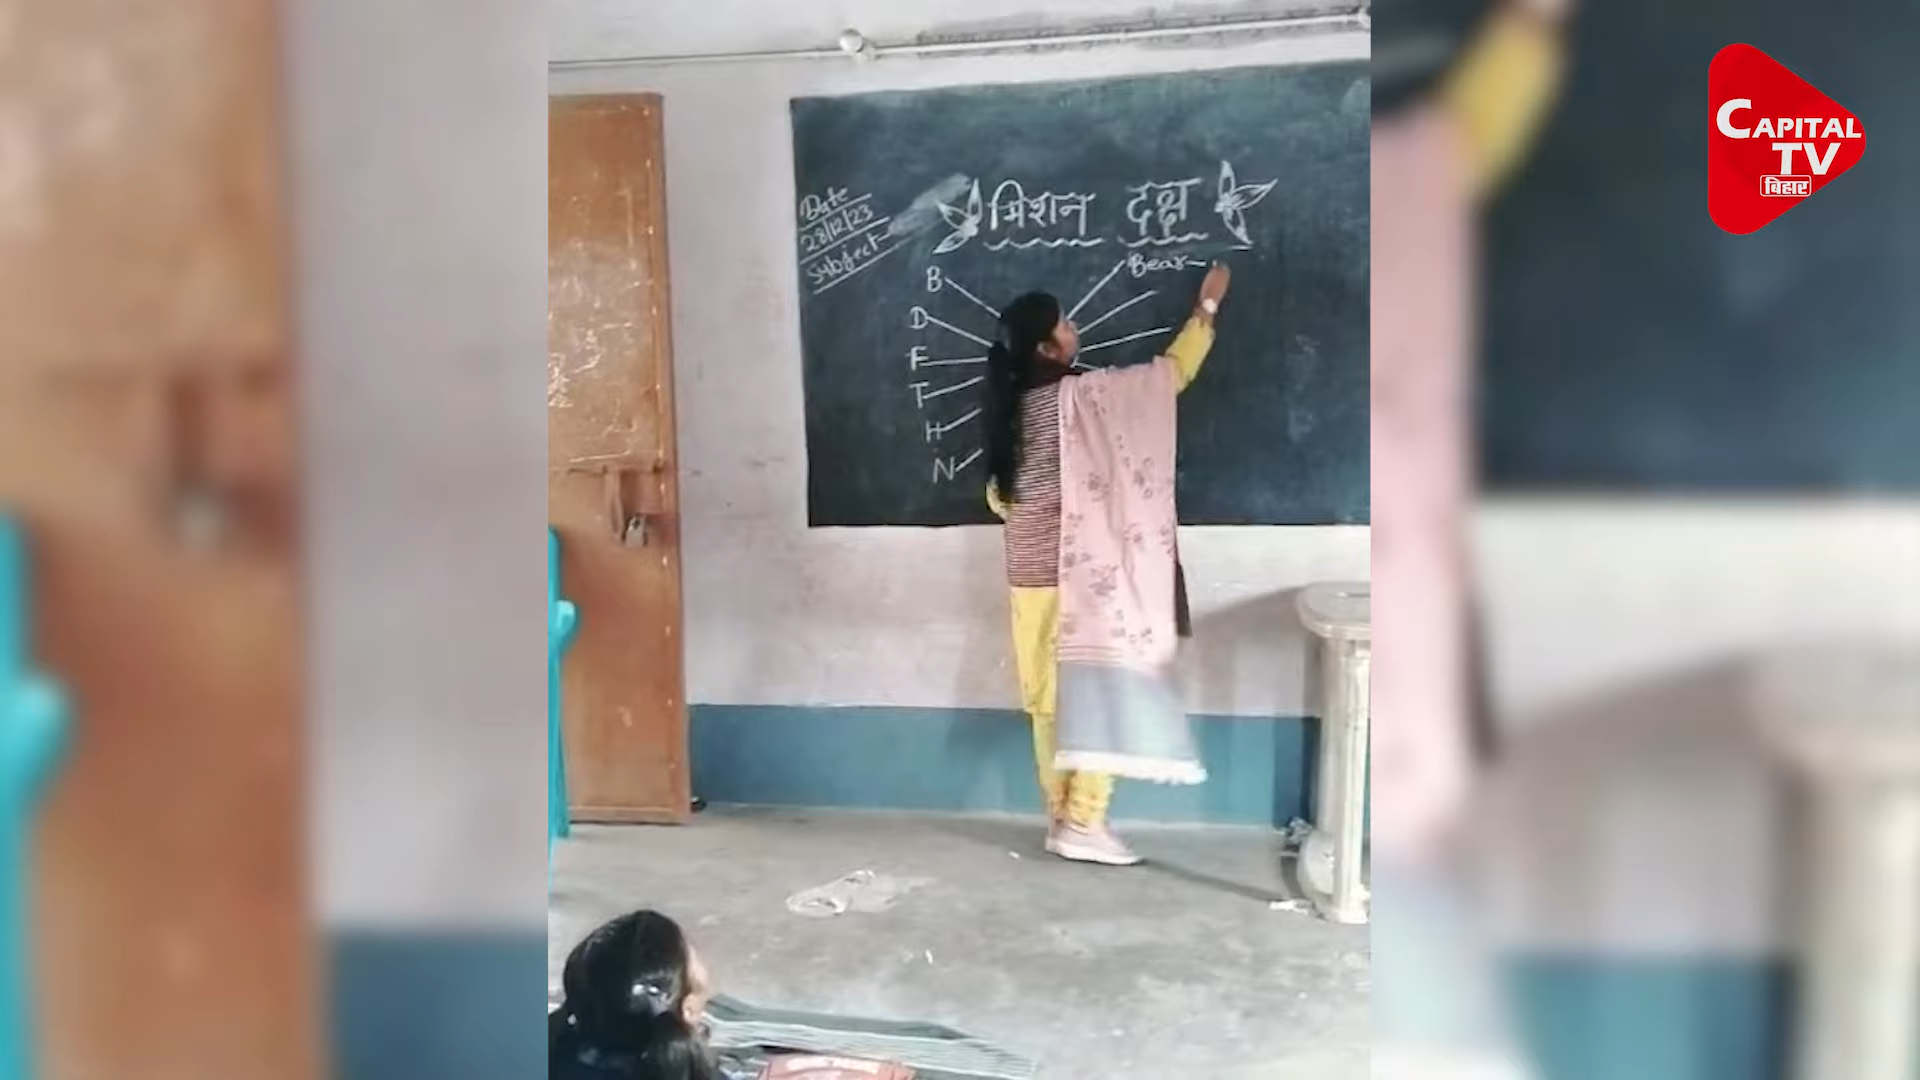 Date
28/12/23
Subject-
मिशन दक्ष
B
D
F
T
H
N
Bear-
CAPITAL
TV
बिहार